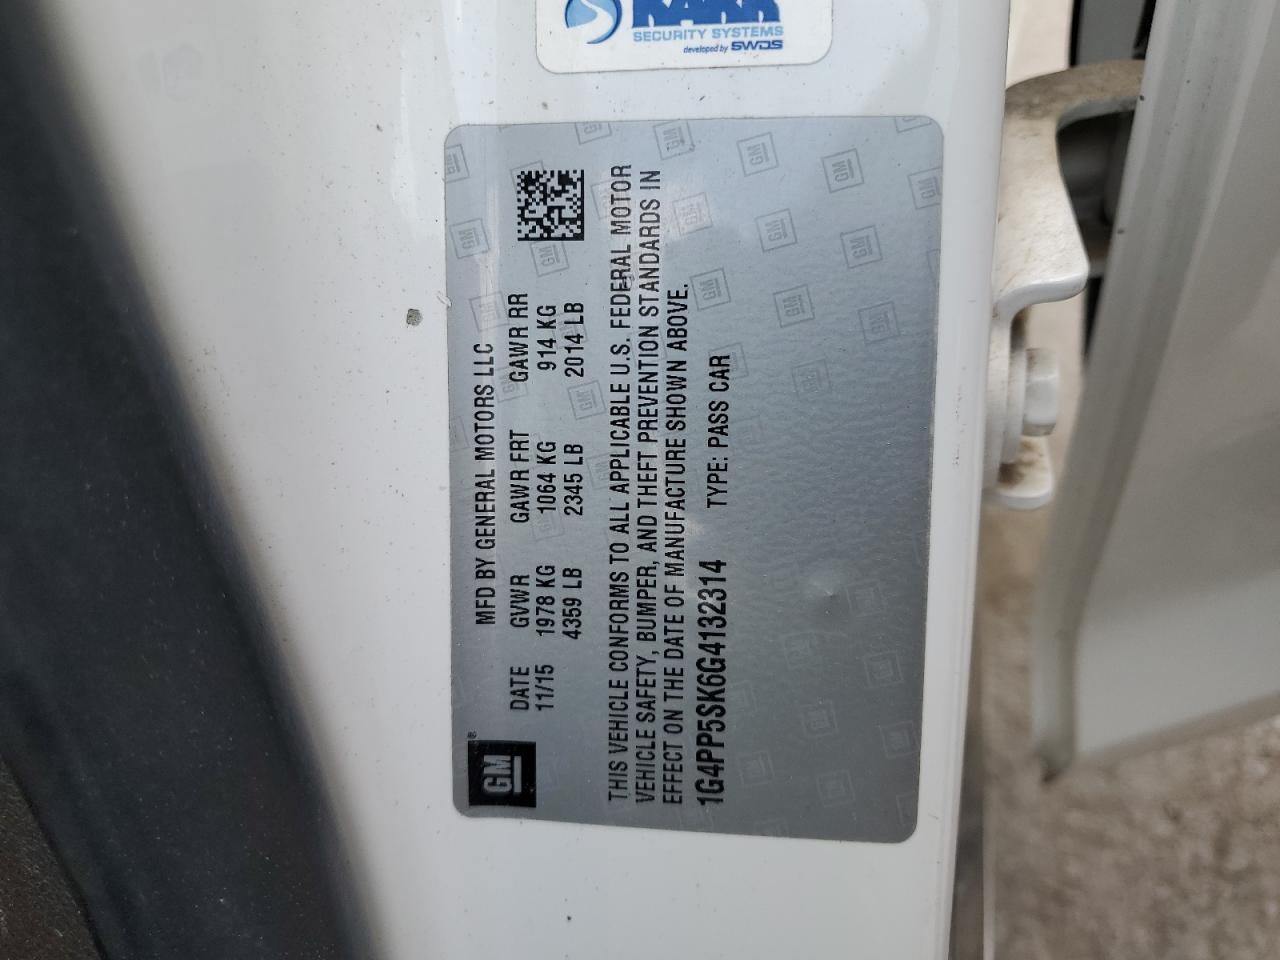 KARR
SECURITY SYSTEMS
developed by SWDS
MFD BY GENERAL MOTORS LLC
DATE GVWR GAWR FRT GAWR RR
11/15 1978 KG 1064 KG 914 KG
4359 LB 2345 LB 2014 LB
GM®
THIS VEHICLE CONFORMS TO ALL APPLICABLE U.S. FEDERAL MOTOR
VEHICLE SAFETY, BUMPER, AND THEFT PREVENTION STANDARDS IN
EFFECT ON THE DATE OF MANUFACTURE SHOWN ABOVE.
1G4PP5SK6G4132314 TYPE: PASS CAR